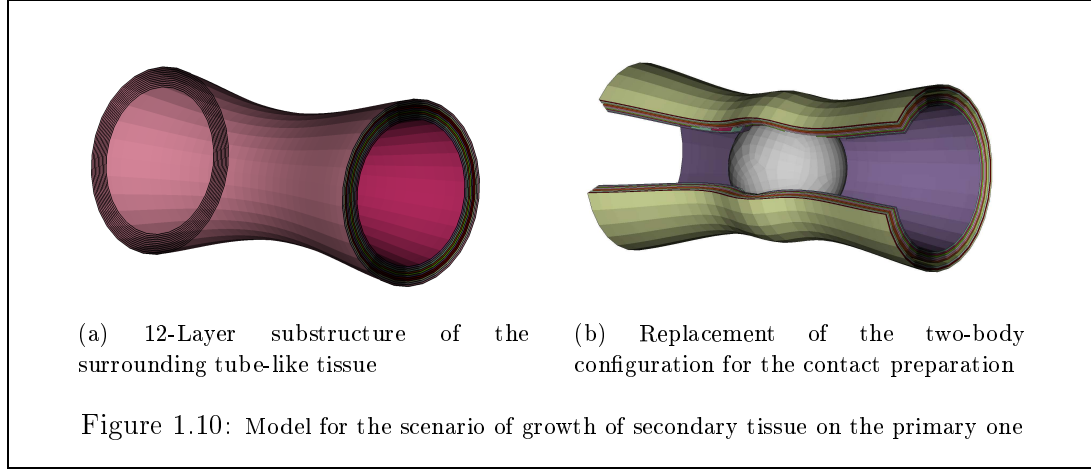 (a) 12-Layer substructure of the
surrounding tube-like tissue
(b) Replacement of the two-body
configuration for the contact preparation
Figure 1.10: Model for the scenario of growth of secondary tissue on the primary one